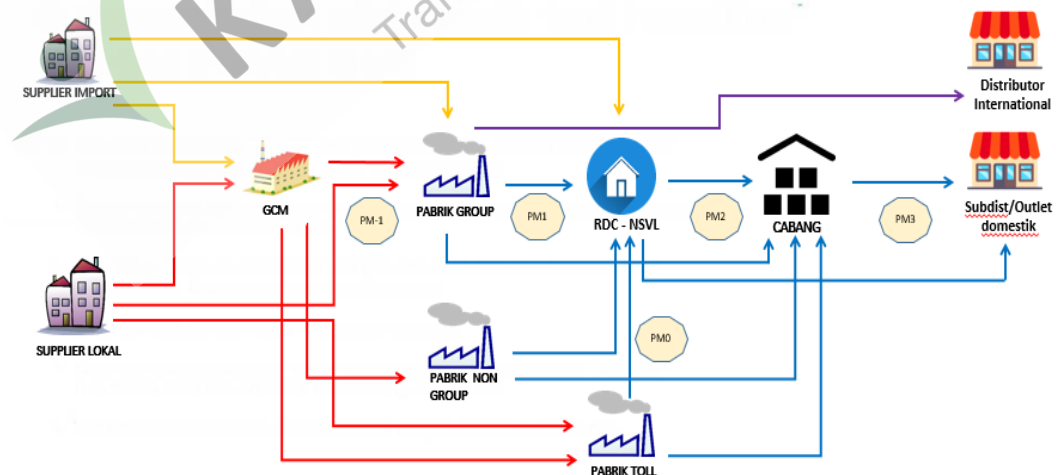 SUPPLIER IMPORT
Distributor
International
GCM
PM-1
PABRIK GROUP
PM1
RDC - NSVL
PM2
CABANG
PM3
Subdist/Outlet
domestik
SUPPLIER LOKAL
PM0
PABRIK NON
GROUP
PABRIK TOLL